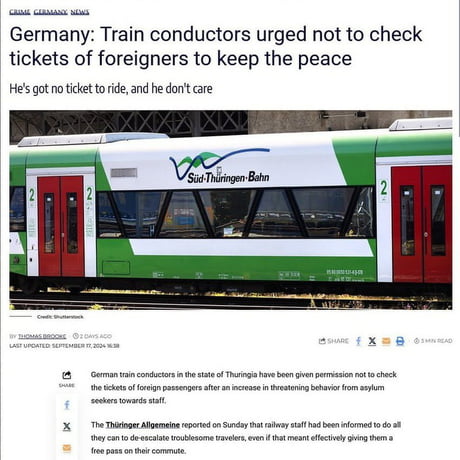 CRIME GERMANY NEWS
Germany: Train conductors urged not to check
tickets of foreigners to keep the peace
He's got no ticket to ride, and he don't care
Süd·Thüringen·Bahn
2
2
2
Credit: Shutterstock
BY THOMAS BROOKE 2 DAYS AGO
LAST UPDATED: SEPTEMBER 17, 2024 16:38
SHARE
3 MIN READ
SHARE
German train conductors in the state of Thuringia have been given permission not to check
the tickets of foreign passengers after an increase in threatening behavior from asylum
seekers towards staff.
The Thüringer Allgemeine reported on Sunday that railway staff had been informed to do all
they can to de-escalate troublesome travelers, even if that meant effectively giving them a
free pass on their commute.